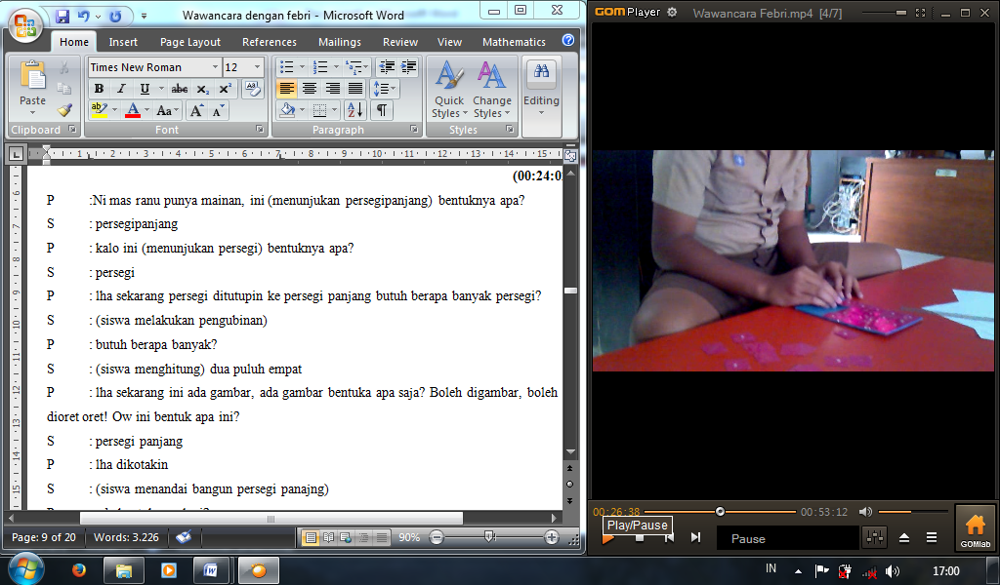 Wawancara dengan febri - Microsoft Word
Home Insert Page Layout References Mailings Review View Mathematics
Times New Roman 12
Paste
Quick Styles
Change Styles
Editing
Clipboard Font Paragraph Styles
(00:24:0
P :Ni mas ranu punya mainan, ini (menunjukan persegipanjang) bentuknya apa?
S : persegipanjang
P : kalo ini (menunjukan persegi) bentuknya apa?
S : persegi
P : lha sekarang persegi ditutupin ke persegi panjang butuh berapa banyak persegi?
S : (siswa melakukan pengubinan)
P : butuh berapa banyak?
S : (siswa menghitung) dua puluh empat
P : lha sekarang ini ada gambar, ada gambar bentuka apa saja? Boleh digambar, boleh
dioret oret! Ow ini bentuk apa ini?
S : persegi panjang
P : lha dikotakin
S : (siswa menandai bangun persegi panajng)
Page: 9 of 20 Words: 3.226 90%
GOM Player Wawancara Febri.mp4 [4/7]
00:26:38 00:53:12
Play/Pause
Pause
GOMlab
IN 17:00